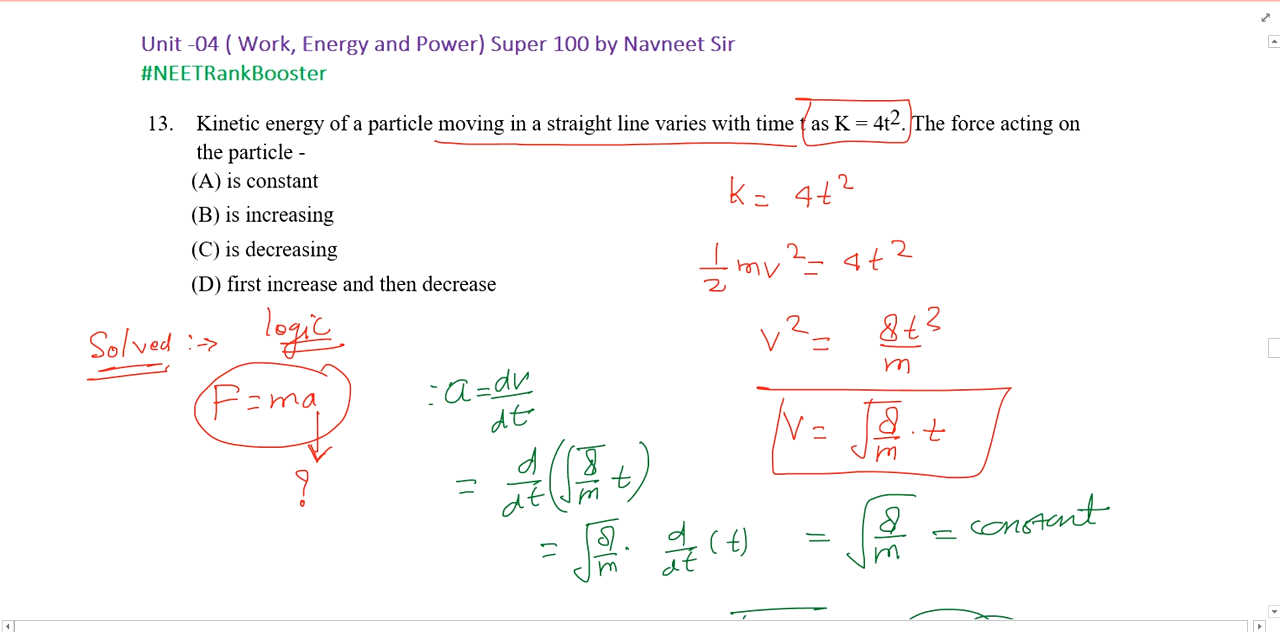 Unit -04 ( Work, Energy and Power) Super 100 by Navneet Sir
#NEETRankBooster
13. Kinetic energy of a particle moving in a straight line varies with time t as K = 4t². The force acting on
the particle -
(A) is constant
(B) is increasing
(C) is decreasing
(D) first increase and then decrease
k = 4t²
1/2 mv² = 4t²
v² = 8t²/m
V = √(8/m) · t
Solved :→ logic
F = ma
?
∵ a = dv/dt
= d/dt (√(8/m) t)
= √(8/m) · d/dt (t) = √(8/m) = constant